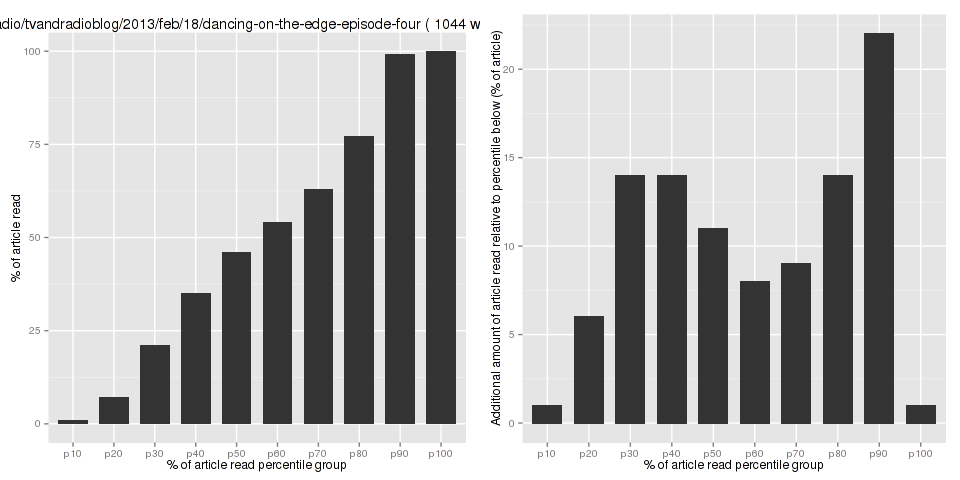 adio/tvandradioblog/2013/feb/18/dancing-on-the-edge-episode-four ( 1044 w
% of article read
100
75
50
25
0
p10 p20 p30 p40 p50 p60 p70 p80 p90 p100
% of article read percentile group
Additional amount of article read relative to percentile below (% of article)
20
15
10
5
0
p10 p20 p30 p40 p50 p60 p70 p80 p90 p100
% of article read percentile group